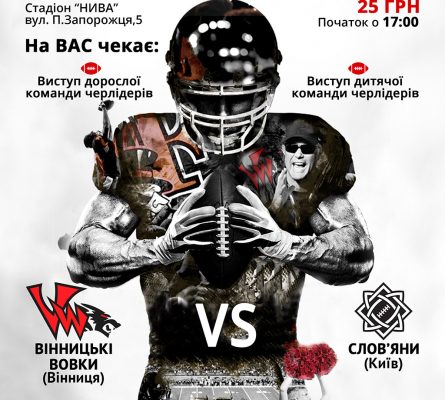 Стадіон “НИВА”
вул. П.Запорожця,5
25 ГРН
Початок о 17:00
На ВАС чекає:
Виступ дорослої
команди черлідерів
Виступ дитячої
команди черлідерів
VS
ВІННИЦЬКІ
ВОВКИ
(Вінниця)
СЛОВ'ЯНИ
(Київ)